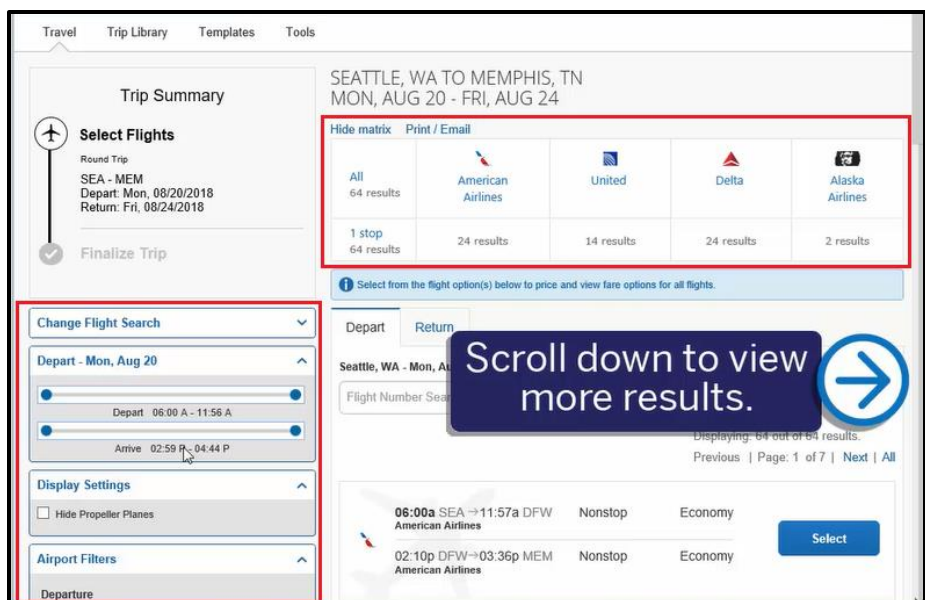 Travel Trip Library Templates Tools
Trip Summary
Select Flights
Round Trip
SEA - MEM
Depart: Mon, 08/20/2018
Return: Fri, 08/24/2018
Finalize Trip
SEATTLE, WA TO MEMPHIS, TN
MON, AUG 20 - FRI, AUG 24
Hide matrix Print / Email
All
64 results
American
Airlines
United
Delta
Alaska
Airlines
1 stop
64 results
24 results
14 results
24 results
2 results
Select from the flight option(s) below to price and view fare options for all flights.
Change Flight Search
Depart - Mon, Aug 20
Depart 06:00 A - 11:56 A
Arrive 02:59 P - 04:44 P
Display Settings
Hide Propeller Planes
Airport Filters
Departure
Depart Return
Seattle, WA - Mon,
Flight Number
Scroll down to view
more results.
Displaying: 64 out of 64 results.
Previous | Page: 1 of 7 | Next | All
06:00a SEA →11:57a DFW Nonstop Economy
American Airlines
02:10p DFW→03:36p MEM Nonstop Economy
American Airlines
Select